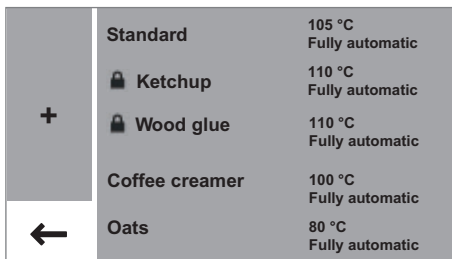 Standard 105 °C
Fully automatic
Ketchup 110 °C
Fully automatic
+
Wood glue 110 °C
Fully automatic
Coffee creamer 100 °C
Fully automatic
Oats 80 °C
Fully automatic